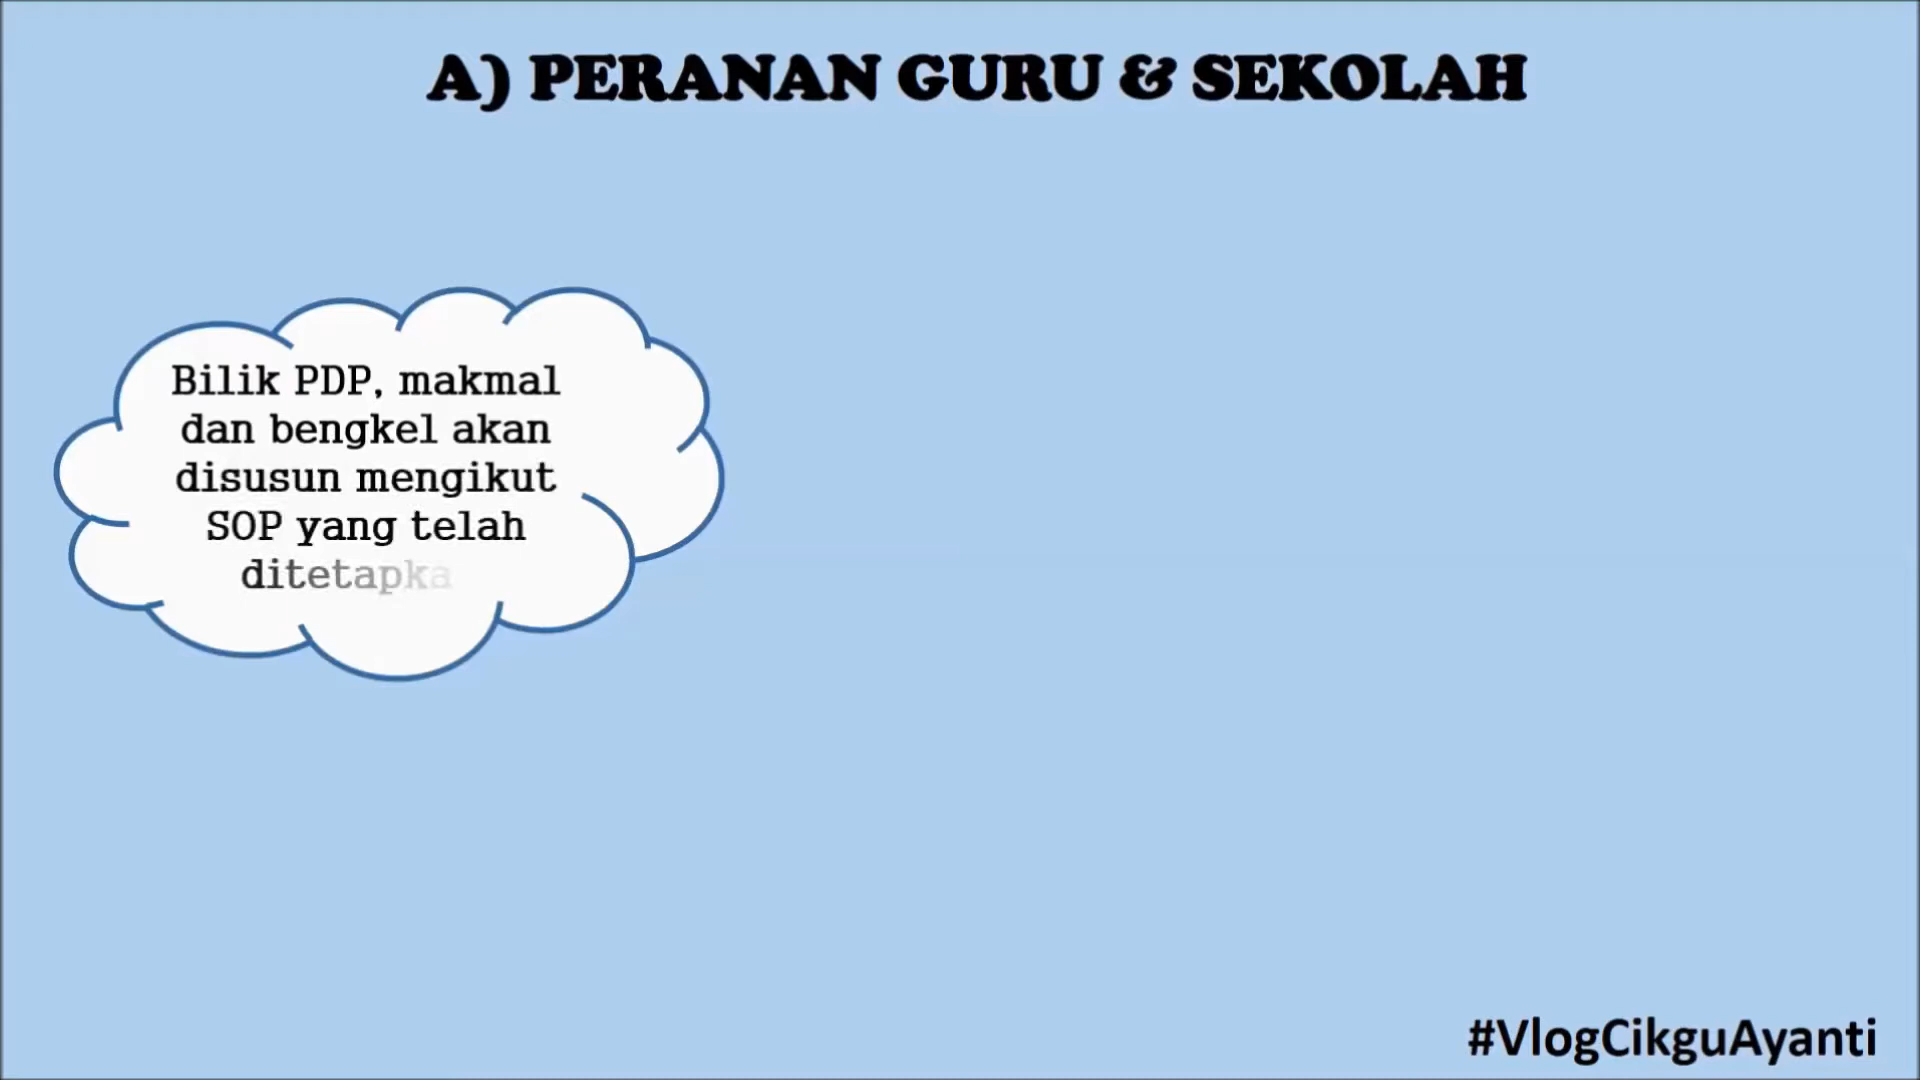 A) PERANAN GURU & SEKOLAH
Bilik PDP, makmal
dan bengkel akan
disusun mengikut
SOP yang telah
ditetapka
#VlogCikguAyanti